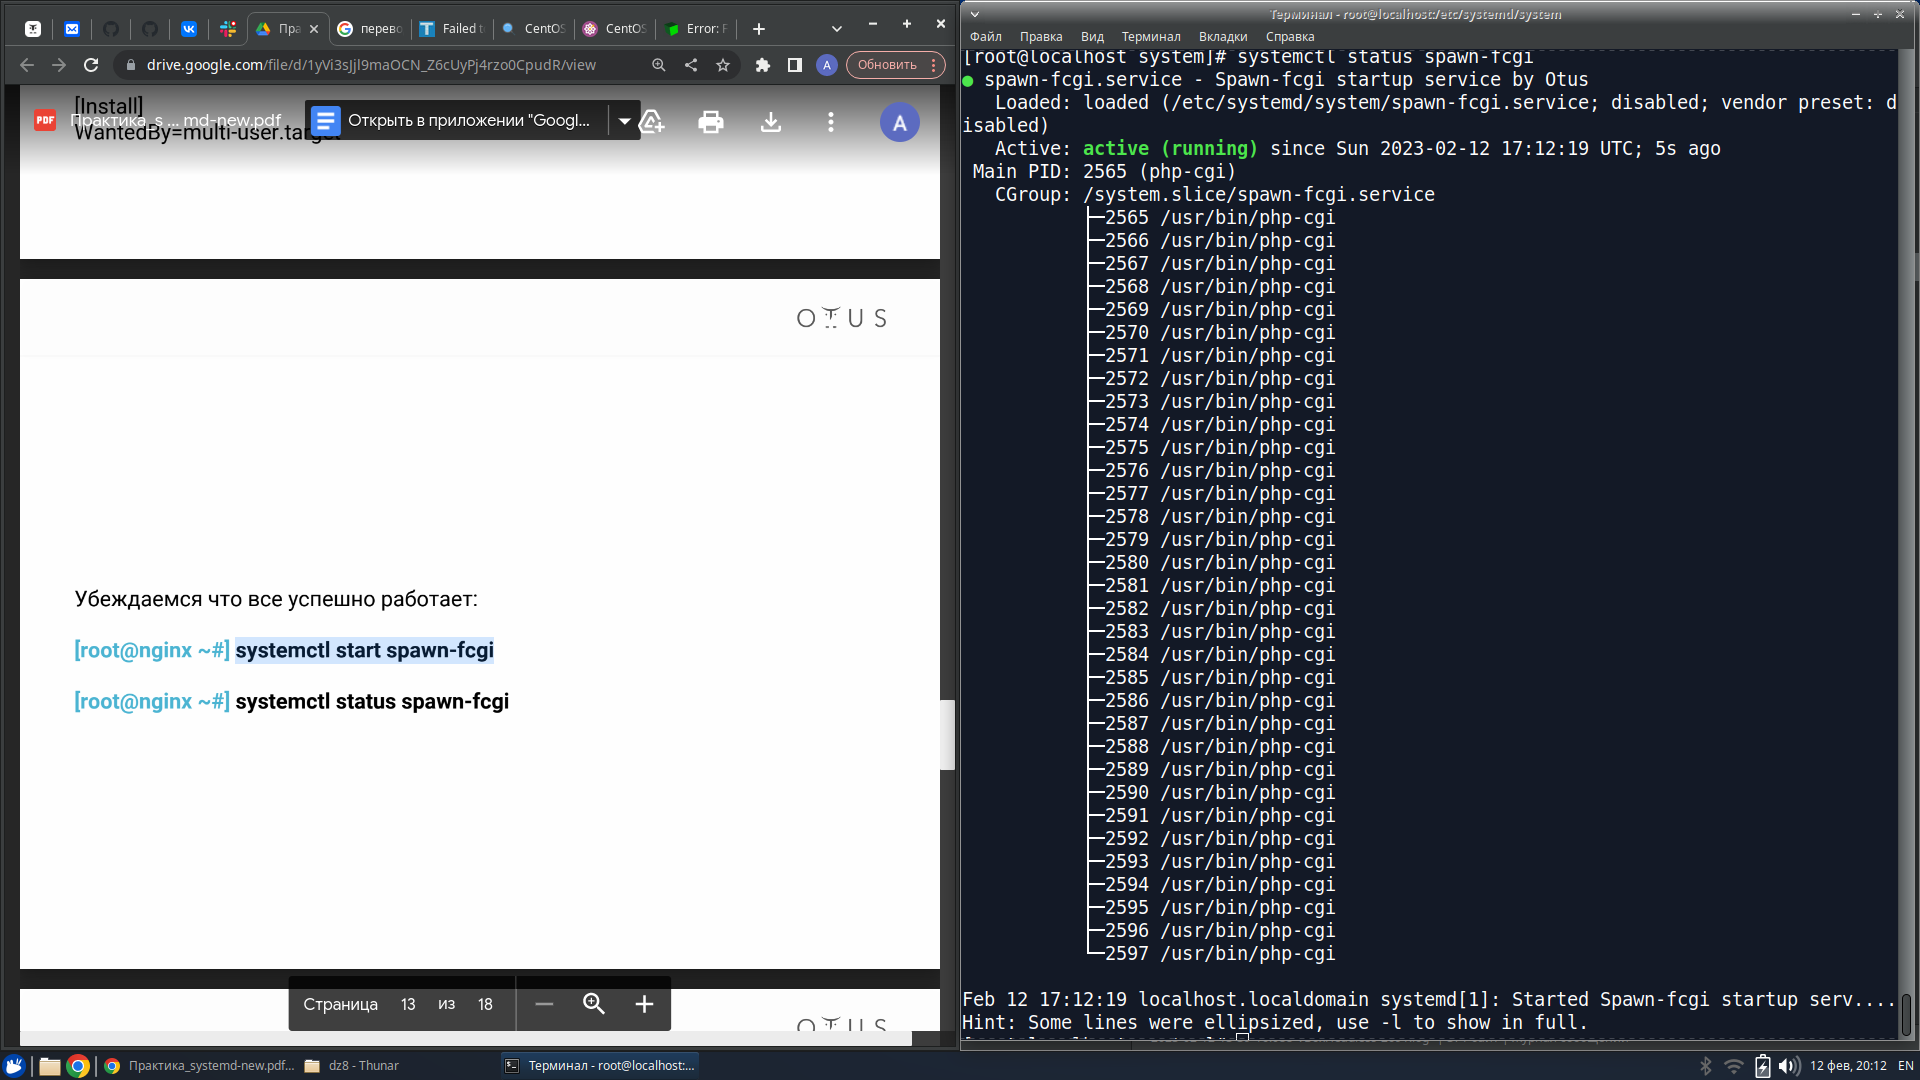 Пра
перево
Failed t
CentOS
CentOS
Error: F
drive.google.com/file/d/1yVi3sJjl9maOCN_Z6cUyPj4rzo0CpudR/view
A
Обновить
[Install]
WantedBy=multi-user.target
PDF
Практика_s ... md-new.pdf
Открыть в приложении "Googl...
A
OTUS
Убеждаемся что все успешно работает:
[root@nginx ~#] systemctl start spawn-fcgi
[root@nginx ~#] systemctl status spawn-fcgi
Страница 13 из 18
OTUS
Терминал - root@localhost:/etc/systemd/system
Файл Правка Вид Терминал Вкладки Справка
[root@localhost system]# systemctl status spawn-fcgi
● spawn-fcgi.service - Spawn-fcgi startup service by Otus
Loaded: loaded (/etc/systemd/system/spawn-fcgi.service; disabled; vendor preset: d
isabled)
Active: active (running) since Sun 2023-02-12 17:12:19 UTC; 5s ago
Main PID: 2565 (php-cgi)
CGroup: /system.slice/spawn-fcgi.service
├─2565 /usr/bin/php-cgi
├─2566 /usr/bin/php-cgi
├─2567 /usr/bin/php-cgi
├─2568 /usr/bin/php-cgi
├─2569 /usr/bin/php-cgi
├─2570 /usr/bin/php-cgi
├─2571 /usr/bin/php-cgi
├─2572 /usr/bin/php-cgi
├─2573 /usr/bin/php-cgi
├─2574 /usr/bin/php-cgi
├─2575 /usr/bin/php-cgi
├─2576 /usr/bin/php-cgi
├─2577 /usr/bin/php-cgi
├─2578 /usr/bin/php-cgi
├─2579 /usr/bin/php-cgi
├─2580 /usr/bin/php-cgi
├─2581 /usr/bin/php-cgi
├─2582 /usr/bin/php-cgi
├─2583 /usr/bin/php-cgi
├─2584 /usr/bin/php-cgi
├─2585 /usr/bin/php-cgi
├─2586 /usr/bin/php-cgi
├─2587 /usr/bin/php-cgi
├─2588 /usr/bin/php-cgi
├─2589 /usr/bin/php-cgi
├─2590 /usr/bin/php-cgi
├─2591 /usr/bin/php-cgi
├─2592 /usr/bin/php-cgi
├─2593 /usr/bin/php-cgi
├─2594 /usr/bin/php-cgi
├─2595 /usr/bin/php-cgi
├─2596 /usr/bin/php-cgi
└─2597 /usr/bin/php-cgi
Feb 12 17:12:19 localhost.localdomain systemd[1]: Started Spawn-fcgi startup serv....
Hint: Some lines were ellipsized, use -l to show in full.
Практика_systemd-new.pdf...
dz8 - Thunar
Терминал - root@localhost:...
12 фев, 20:12
EN